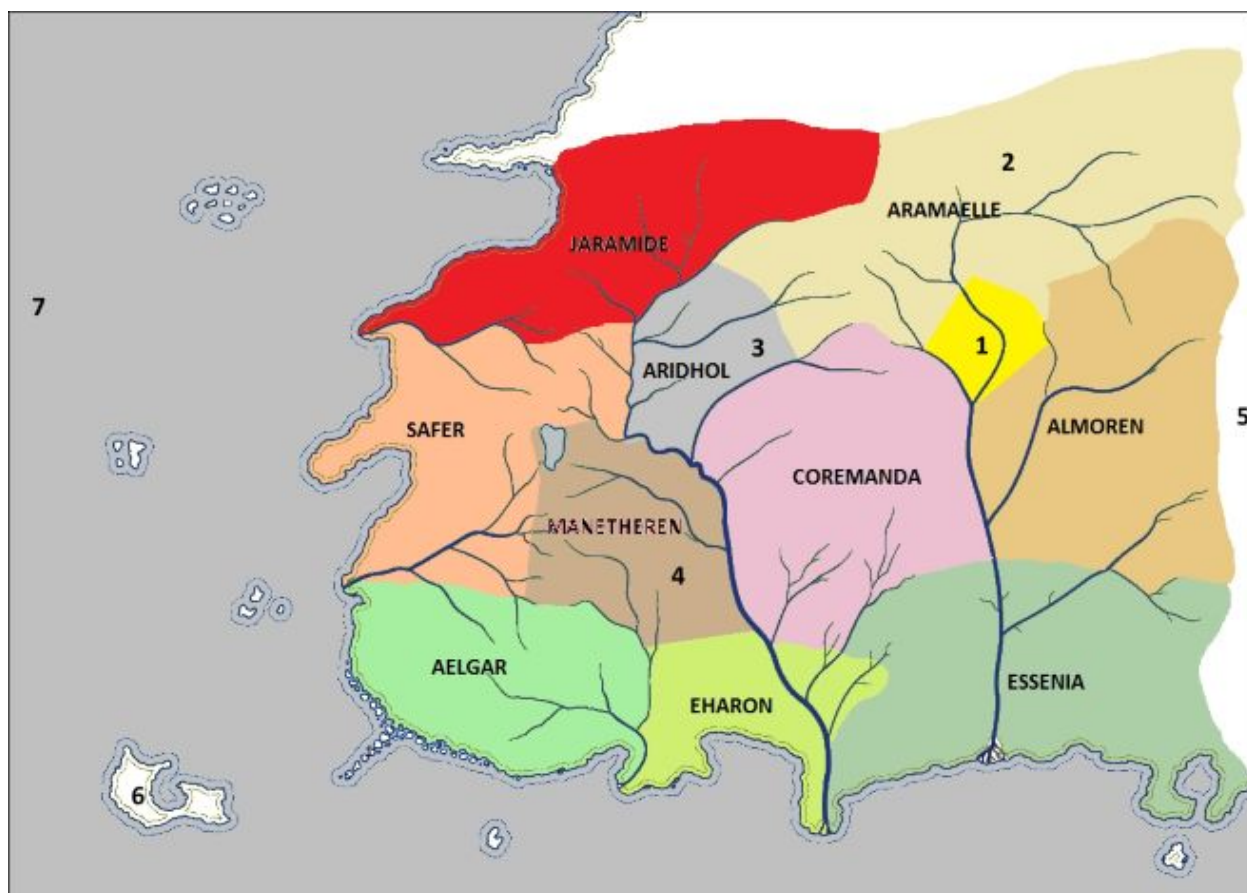 2
ARAMAELLE
JARAMIDE
7
1
3
ARIDHOL
5
SAFER
ALMOREN
COREMANDA
MANETHEREN
4
AELGAR
ESSENIA
EHARON
6